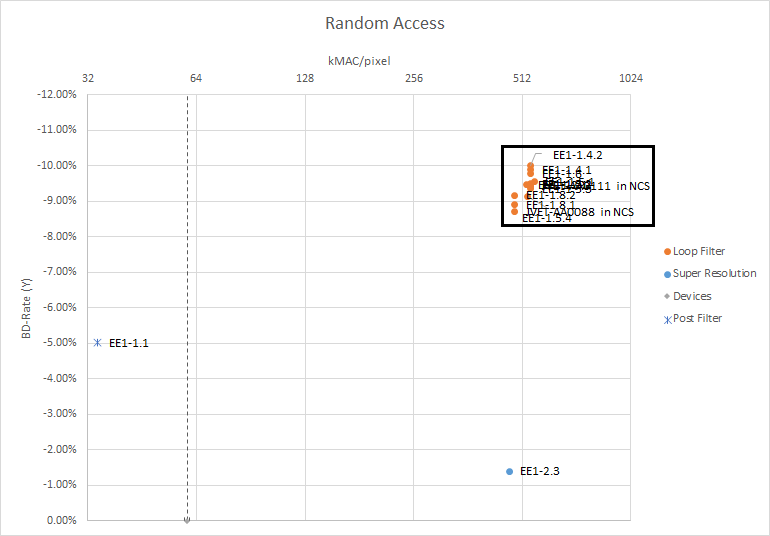 Random Access
kMAC/pixel
32 64 128 256 512 1024
-12.00%
-11.00%
-10.00%
-9.00%
-8.00%
-7.00%
-6.00%
-5.00%
-4.00%
-3.00%
-2.00%
-1.00%
0.00%
BD-Rate (Y)
EE1-1.4.2
EE1-1.4.1
EE1-1.6
in NCS
EE1-1.8.2
EE1-1.8.1
JVET-AA0088 in NCS
EE1-1.5.4
EE1-1.1
EE1-2.3
Loop Filter
Super Resolution
Devices
Post Filter